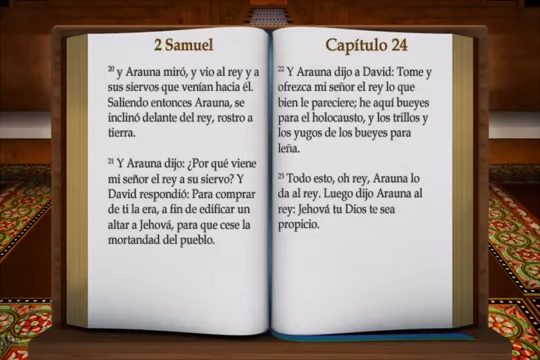 2 Samuel
20 y Arauna miró, y vio al rey y a
sus siervos que venían hacia él.
Saliendo entonces Arauna, se
inclinó delante del rey, rostro a
tierra.
21 Y Arauna dijo: ¿Por qué viene
mi señor el rey a su siervo? Y
David respondió: Para comprar
de ti la era, a fin de edificar un
altar a Jehová, para que cese la
mortandad del pueblo.
Capítulo 24
22 Y Arauna dijo a David: Tome y
ofrezca mi señor el rey lo que
bien le pareciere; he aquí bueyes
para el holocausto, y los trillos y
los yugos de los bueyes para
leña.
23 Todo esto, oh rey, Arauna lo
da al rey. Luego dijo Arauna al
rey: Jehová tu Dios te sea
propicio.